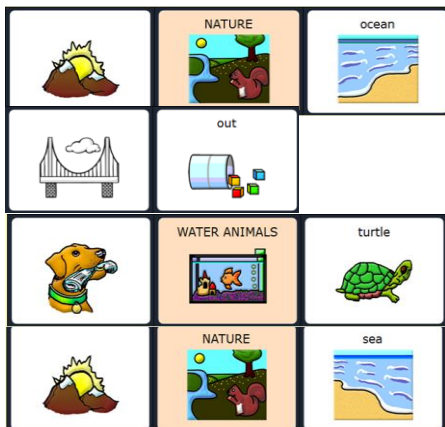 NATURE
ocean
out
WATER ANIMALS
turtle
NATURE
sea